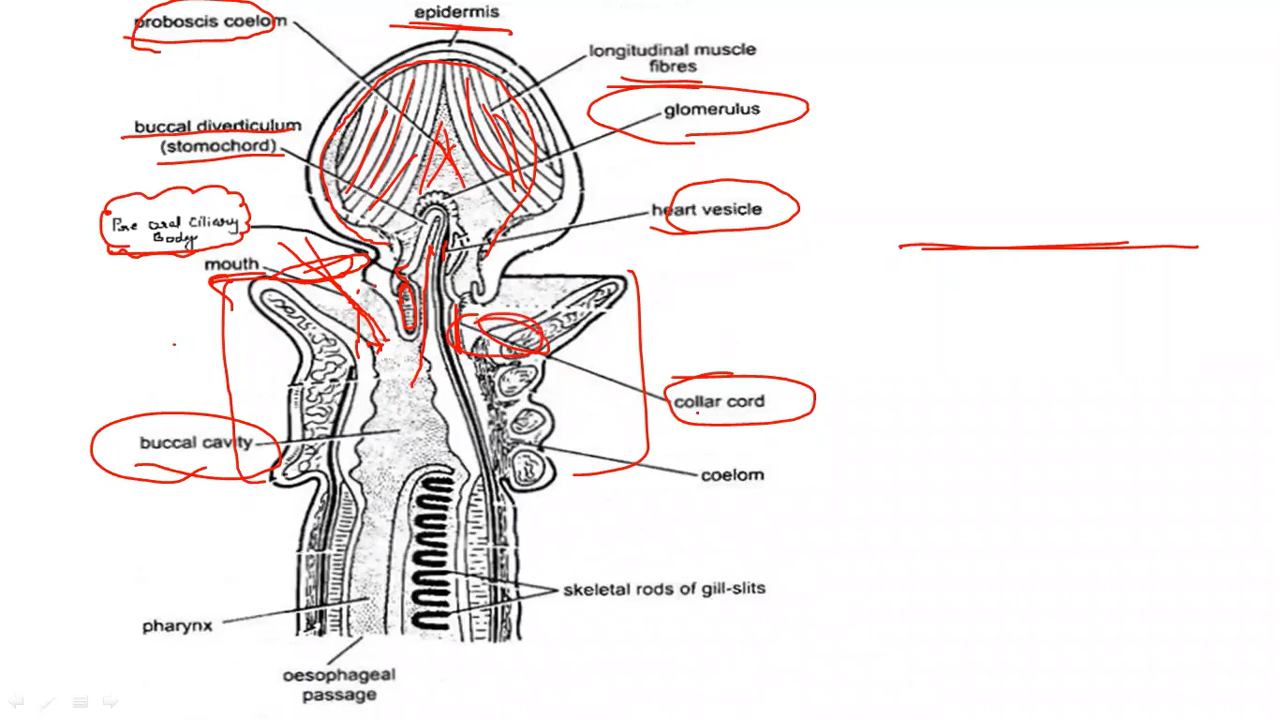 proboscis coelom
epidermis
longitudinal muscle
fibres
glomerulus
buccal diverticulum
(stomochord)
Pre oral Ciliary
Body
heart vesicle
mouth
collar cord
buccal cavity
coelom
skeletal rods of gill-slits
pharynx
oesophageal
passage